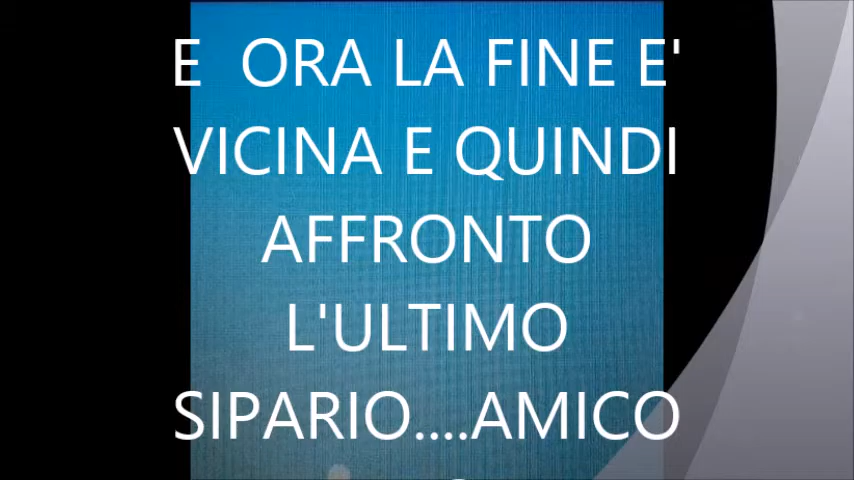 E  ORA LA FINE E'
VICINA E QUINDI
AFFRONTO
L'ULTIMO
SIPARIO....AMICO